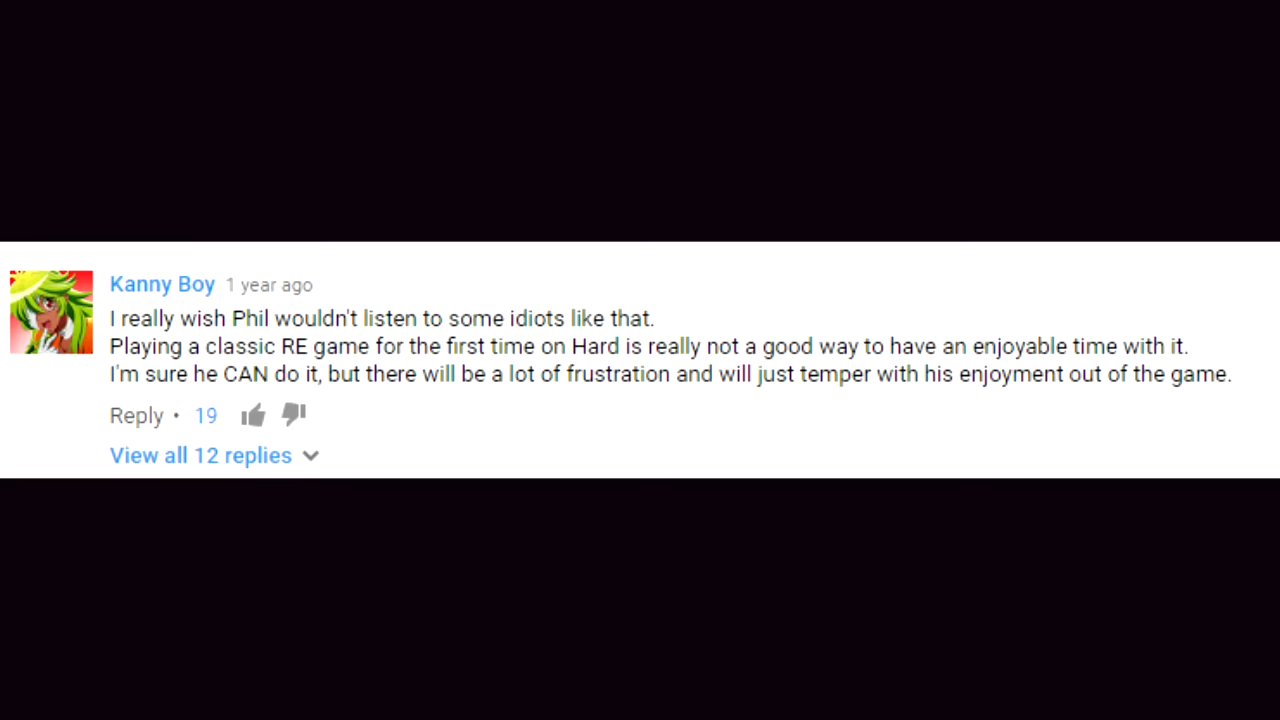 Kanny Boy 1 year ago
I really wish Phil wouldn't listen to some idiots like that.
Playing a classic RE game for the first time on Hard is really not a good way to have an enjoyable time with it.
I'm sure he CAN do it, but there will be a lot of frustration and will just temper with his enjoyment out of the game.
Reply • 19
View all 12 replies